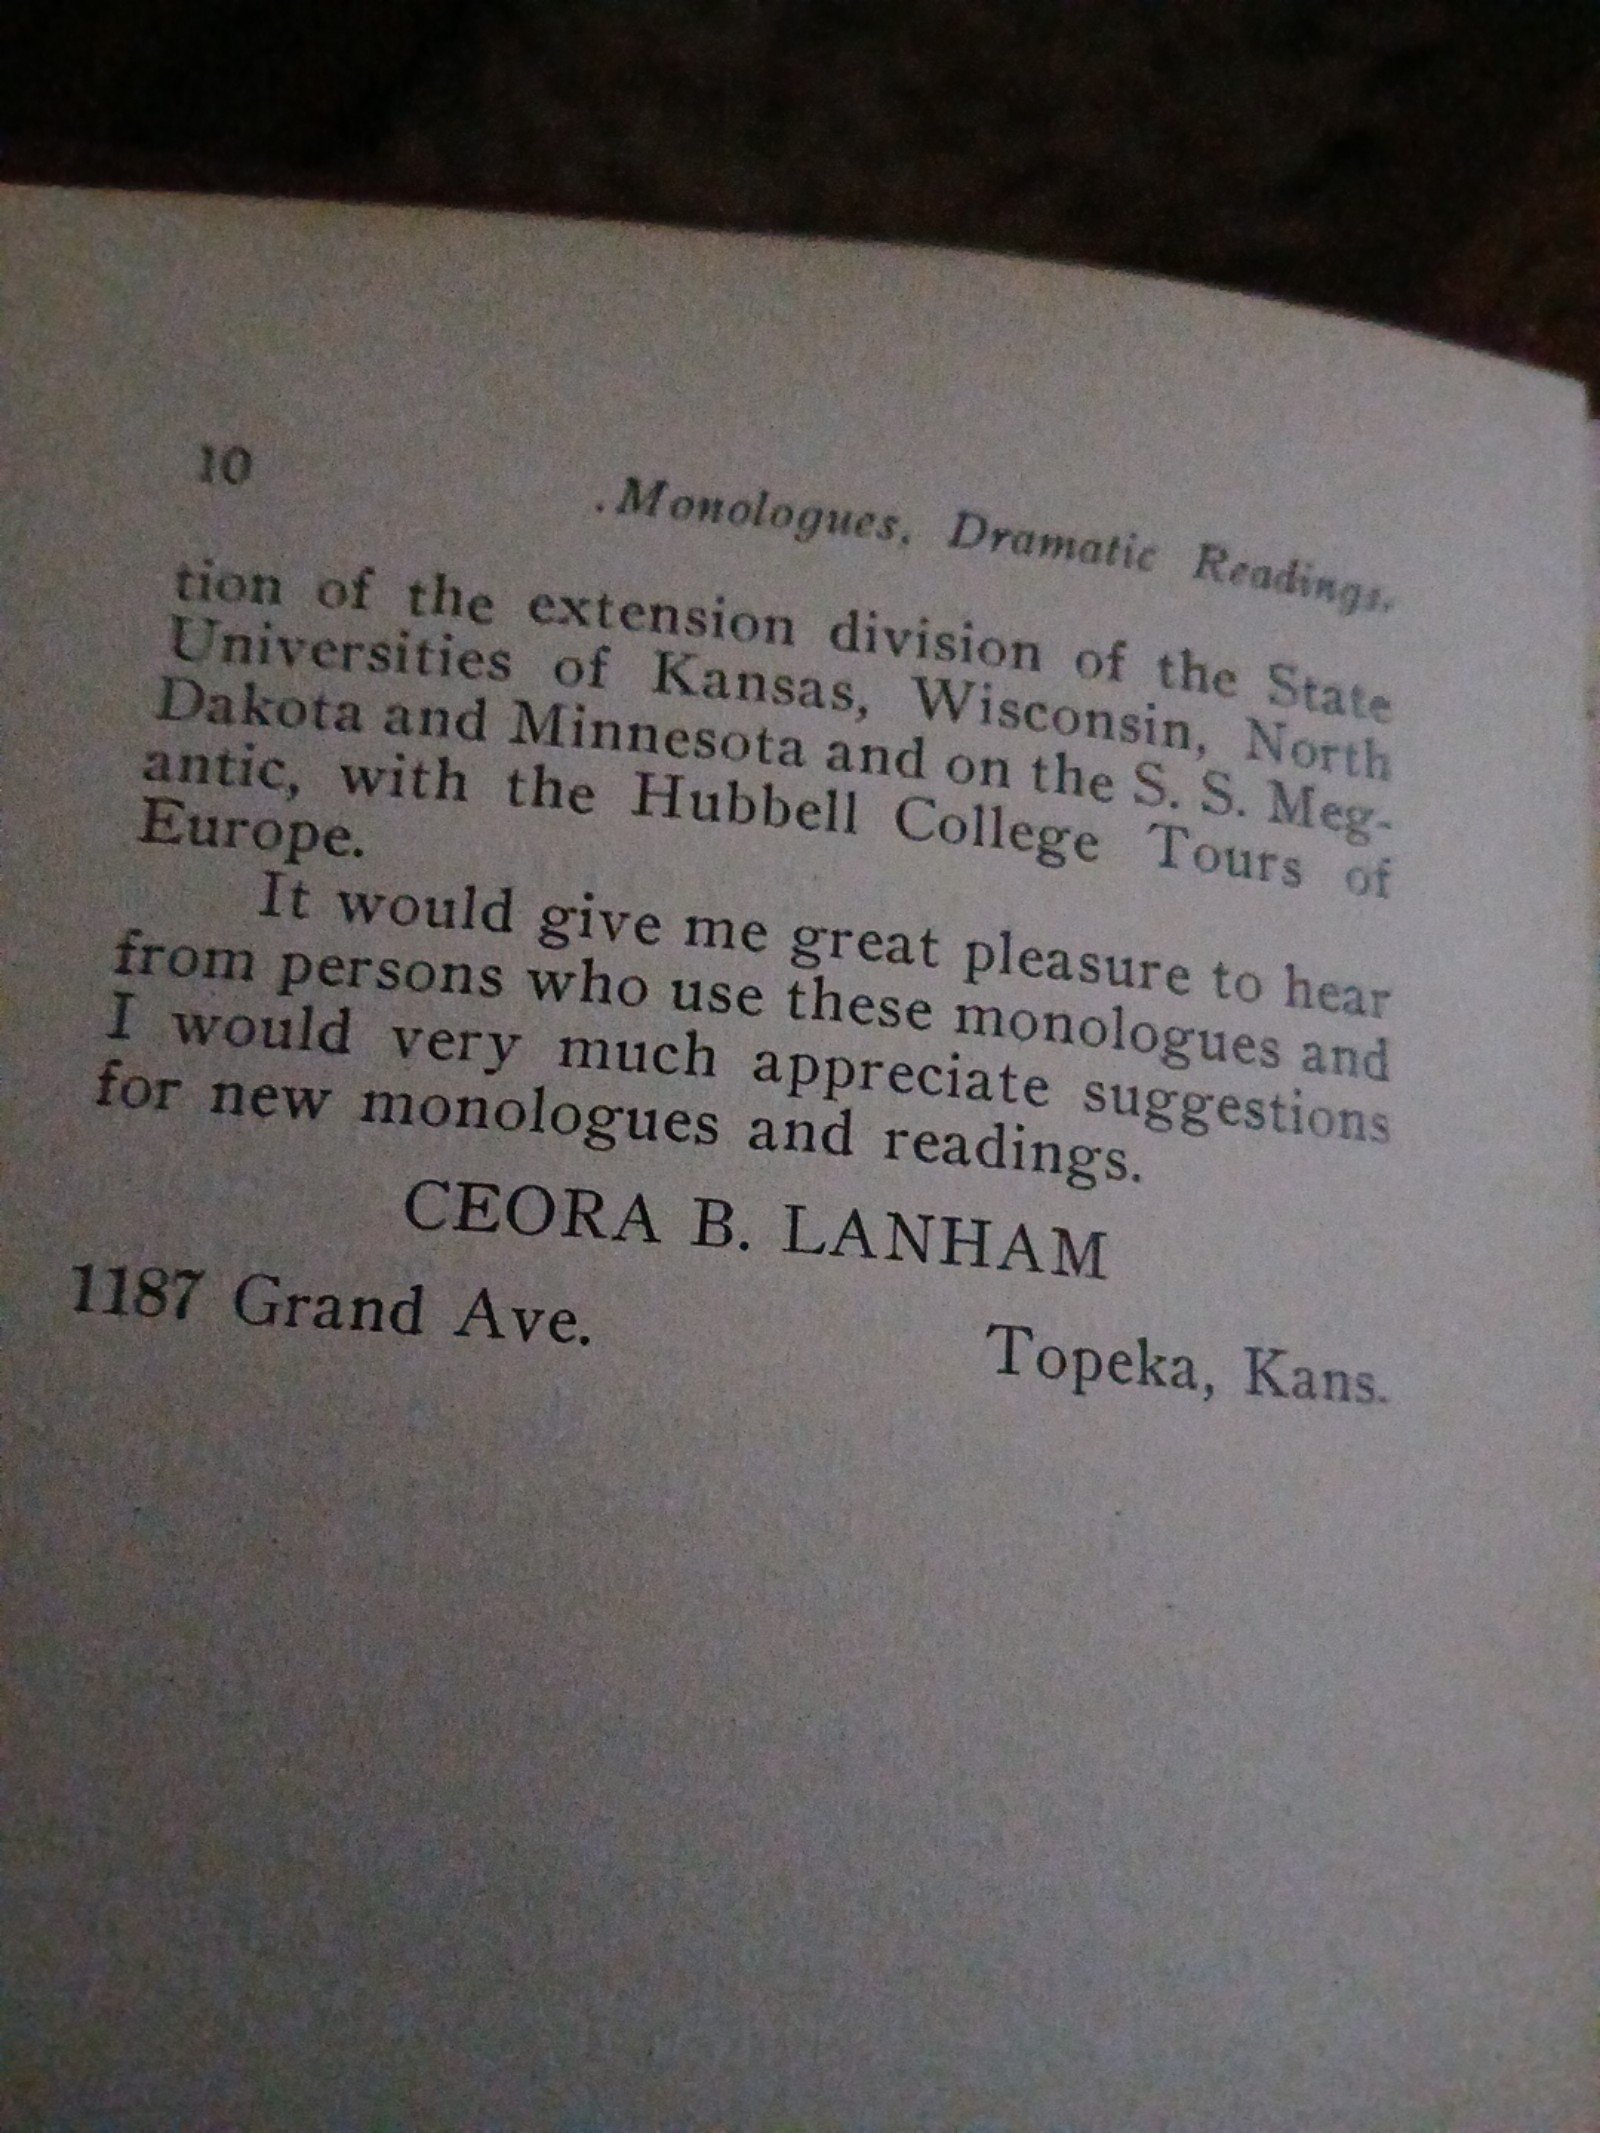 10 .Monologues, Dramatic Readings,
tion of the extension division of the State
Universities of Kansas, Wisconsin, North
Dakota and Minnesota and on the S. S. Meg-
antic, with the Hubbell College Tours of
Europe.
It would give me great pleasure to hear
from persons who use these monologues and
I would very much appreciate suggestions
for new monologues and readings.
CEORA B. LANHAM
1187 Grand Ave. Topeka, Kans.